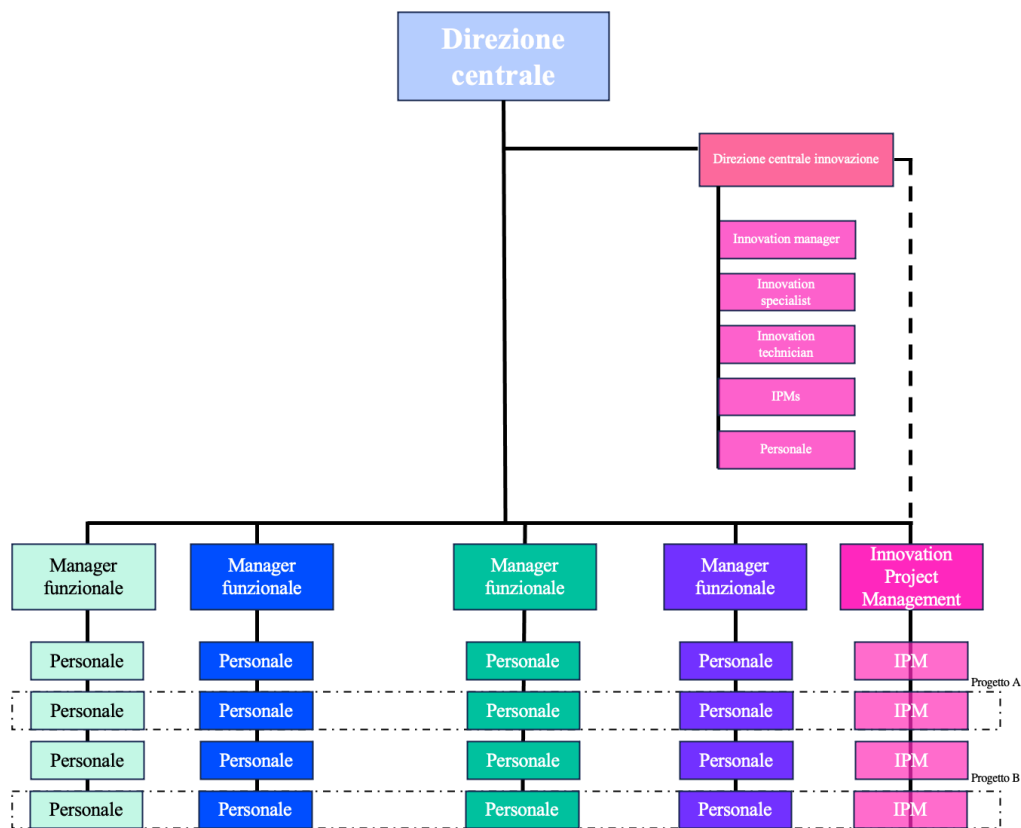 Direzione
centrale
Direzione centrale innovazione
Innovation manager
Innovation
specialist
Innovation
technician
IPMs
Personale
Manager
funzionale
Manager
funzionale
Manager
funzionale
Manager
funzionale
Innovation
Project
Management
Personale
Personale
Personale
Personale
IPM
Progetto A
Personale
Personale
Personale
Personale
IPM
Personale
Personale
Personale
Personale
IPM
Progetto B
Personale
Personale
Personale
Personale
IPM